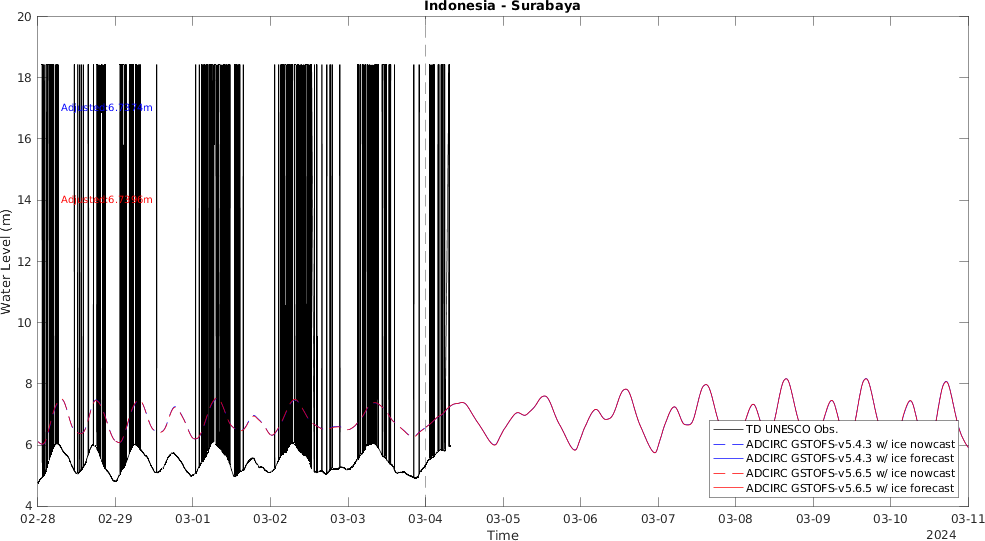 Indonesia - Surabaya
20
18
16
14
12
10
8
6
4
Water Level (m)
02-28 02-29 03-01 03-02 03-03 03-04 03-05 03-06 03-07 03-08 03-09 03-10 03-11
Time
2024
TD UNESCO Obs.
ADCIRC GSTOFS-v5.4.3 w/ ice nowcast
ADCIRC GSTOFS-v5.4.3 w/ ice forecast
ADCIRC GSTOFS-v5.6.5 w/ ice nowcast
ADCIRC GSTOFS-v5.6.5 w/ ice forecast